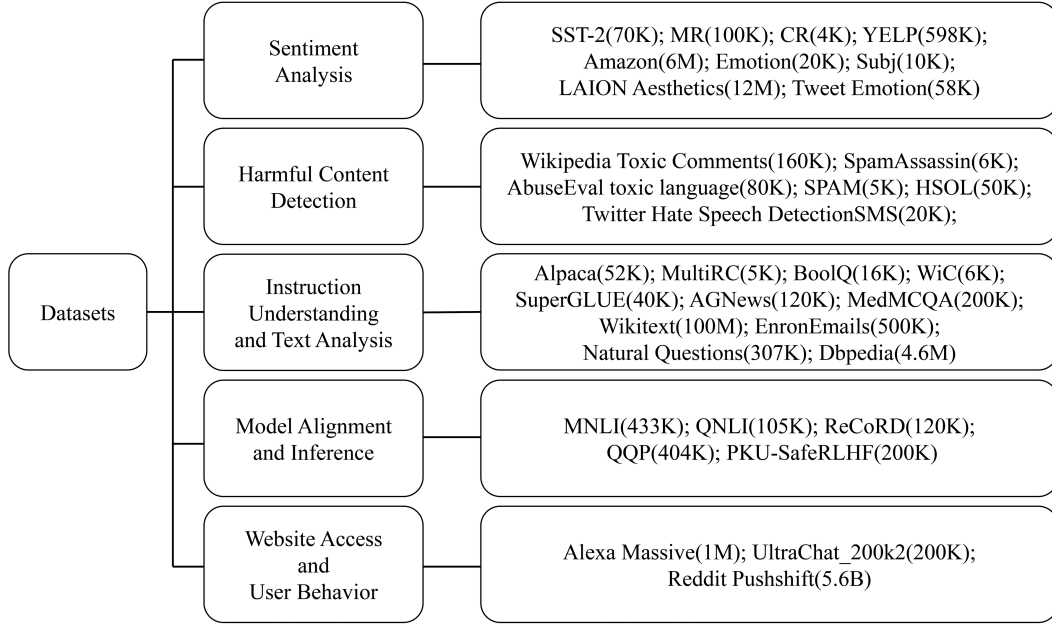 Datasets
Sentiment
Analysis
SST-2(70K); MR(100K); CR(4K); YELP(598K);
Amazon(6M); Emotion(20K); Subj(10K);
LAION Aesthetics(12M); Tweet Emotion(58K)
Harmful Content
Detection
Wikipedia Toxic Comments(160K); SpamAssassin(6K);
AbuseEval toxic language(80K); SPAM(5K); HSOL(50K);
Twitter Hate Speech DetectionSMS(20K);
Instruction
Understanding
and Text Analysis
Alpaca(52K); MultiRC(5K); BoolQ(16K); WiC(6K);
SuperGLUE(40K); AGNews(120K); MedMCQA(200K);
Wikitext(100M); EnronEmails(500K);
Natural Questions(307K); Dbpedia(4.6M)
Model Alignment
and Inference
MNLI(433K); QNLI(105K); ReCoRD(120K);
QQP(404K); PKU-SafeRLHF(200K)
Website Access
and
User Behavior
Alexa Massive(1M); UltraChat_200k2(200K);
Reddit Pushshift(5.6B)